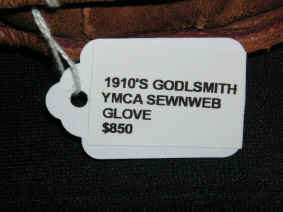 1910'S GODLSMITH
YMCA SEWNWEB
GLOVE
$850